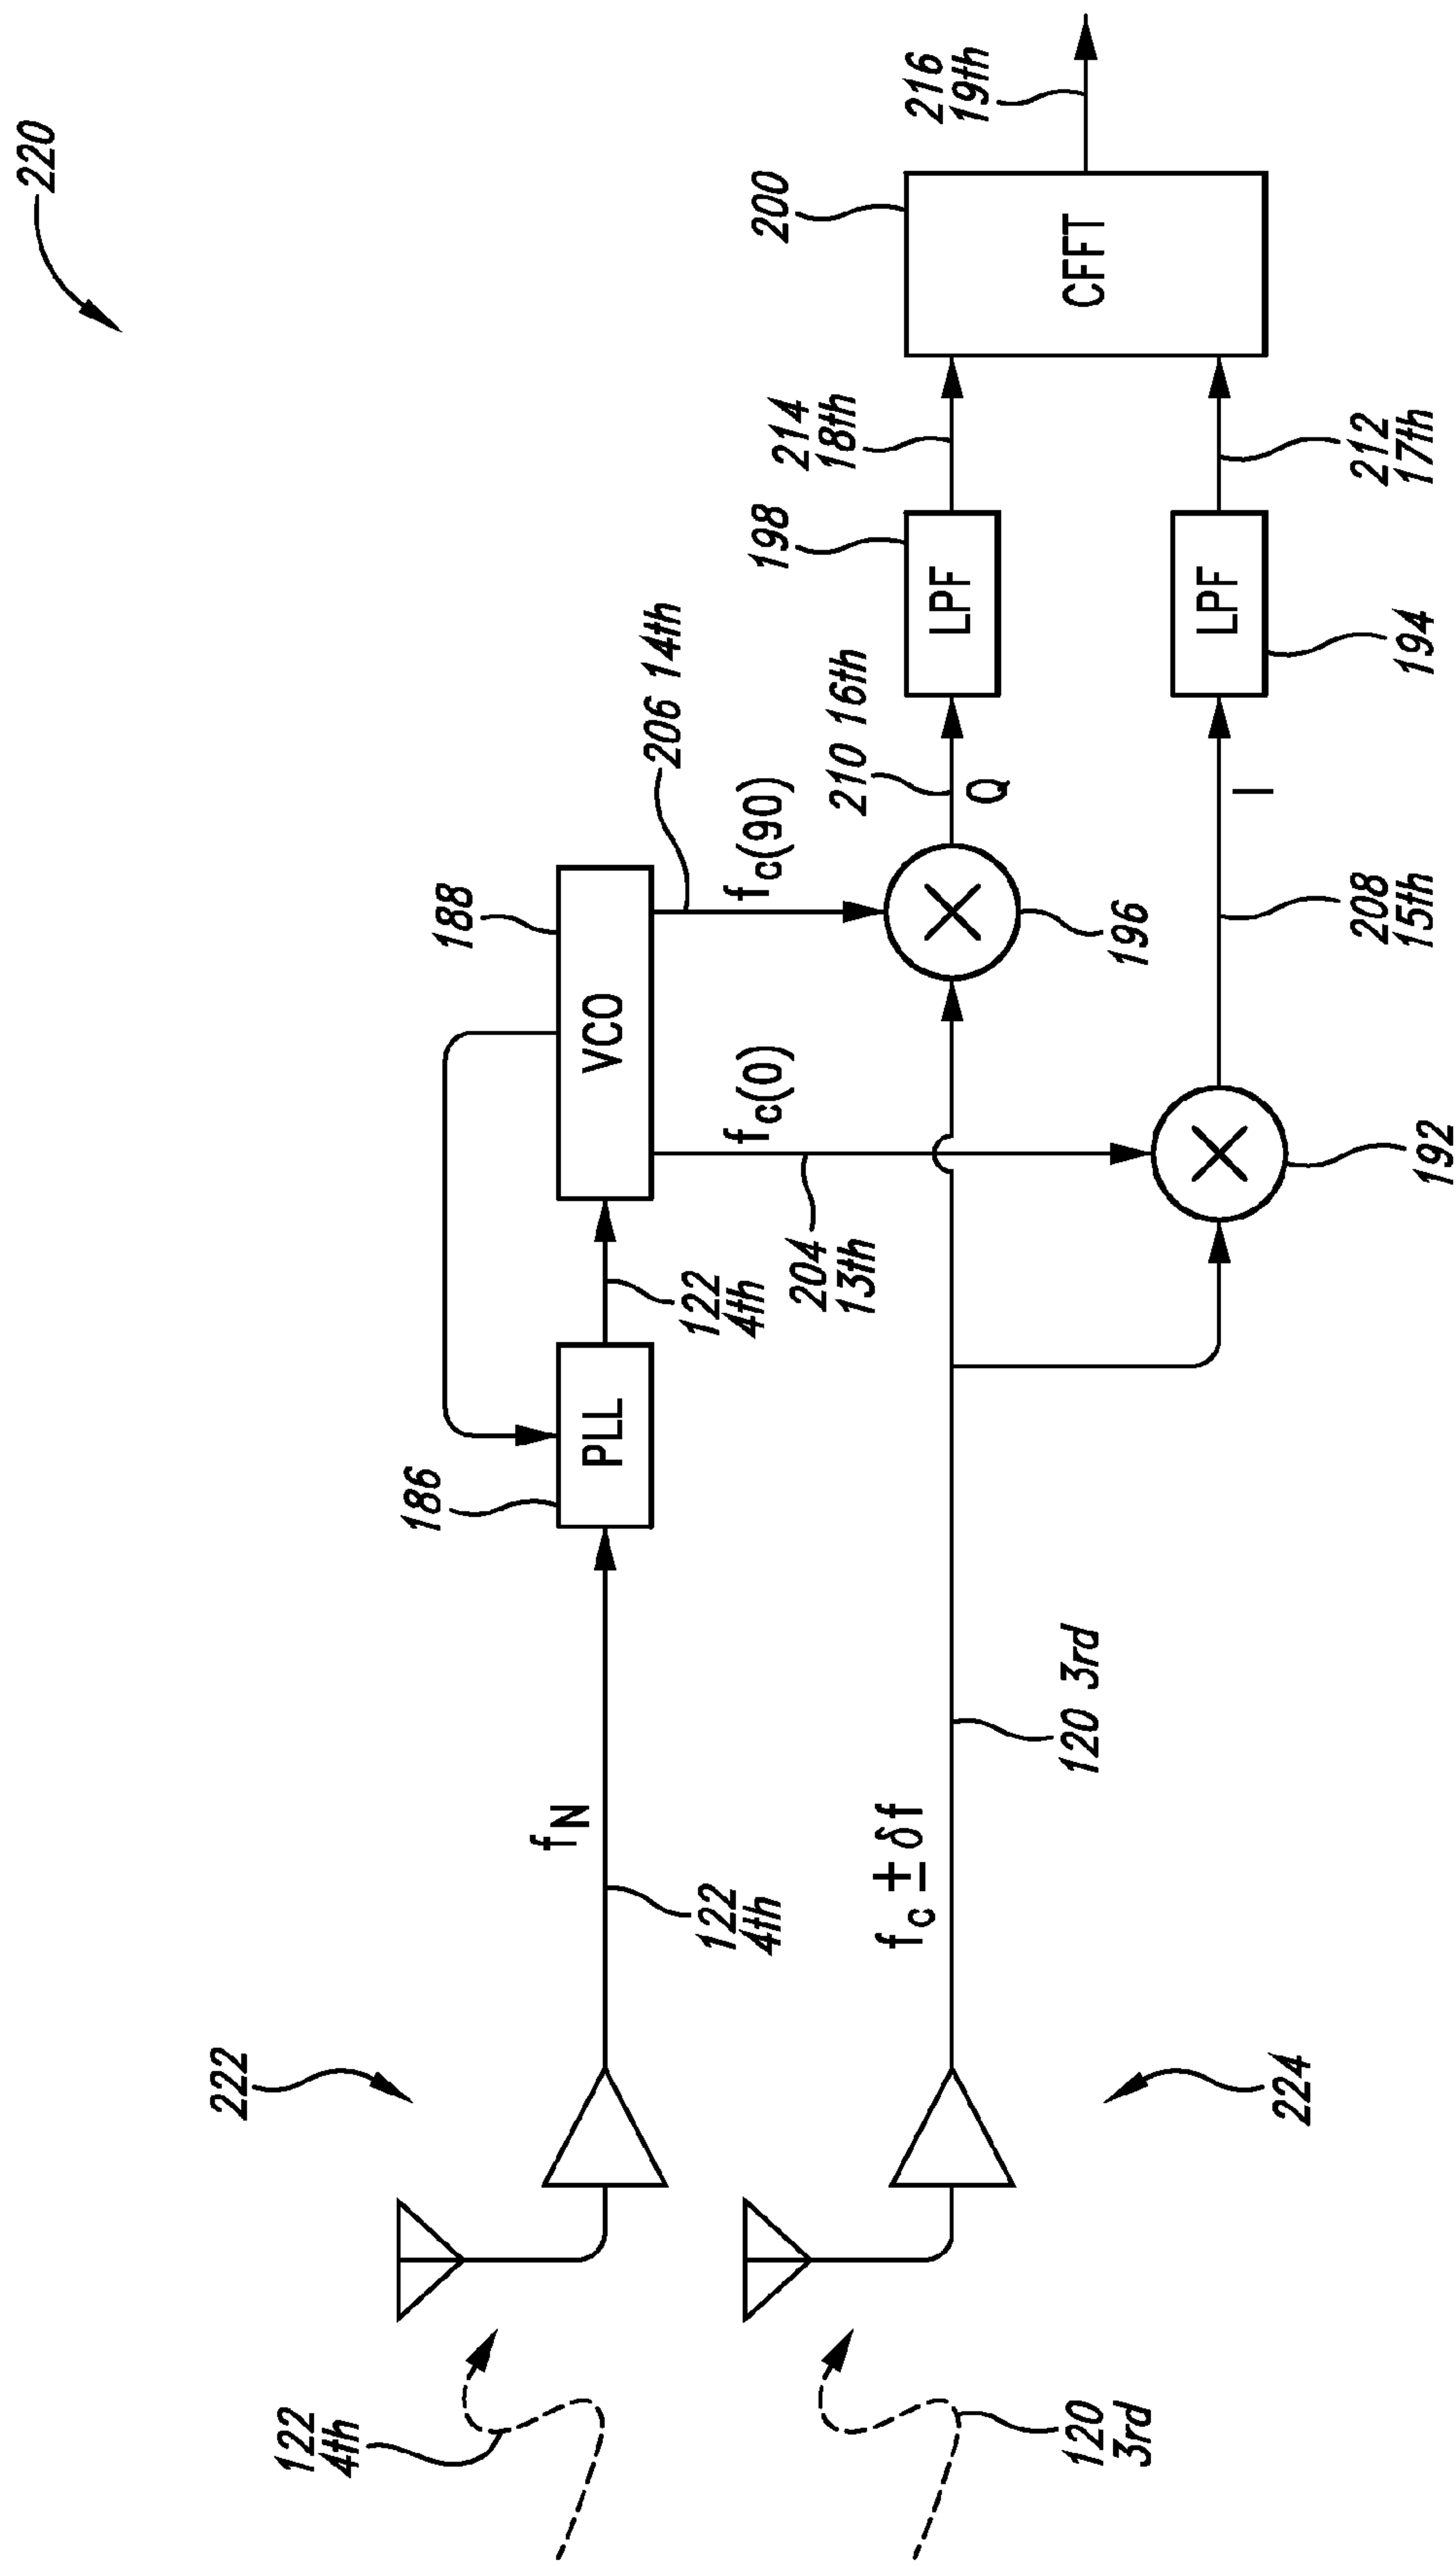 220
222
122
4th
fN
122
4th
186
PLL
122
4th
188
VCO
fc(0)
204
13th
fc(90)
206 14th
120
3rd
224
fc ± δf
120 3rd
196
Q
210 16th
198
LPF
214
18th
192
208
15th
I
194
LPF
212
17th
200
CFFT
216
19th